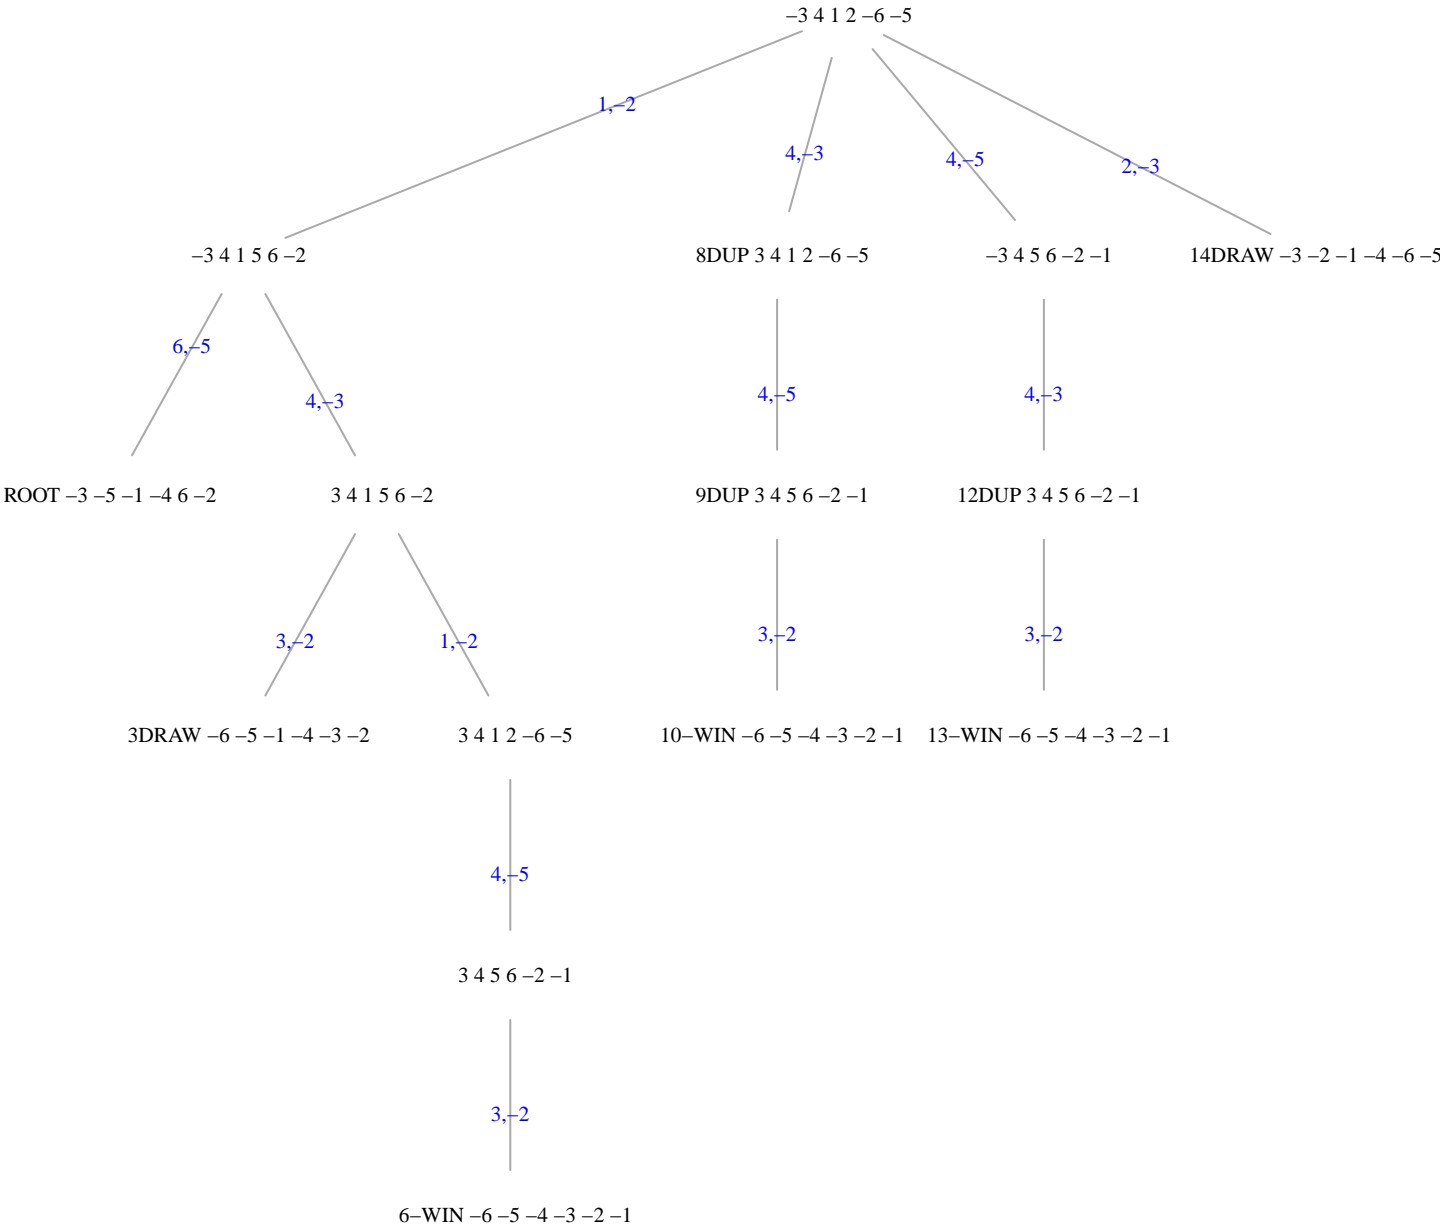 –3 4 1 2 –6 –5
1,–2
4,–3
4,–5
2,–3
–3 4 1 5 6 –2
8DUP 3 4 1 2 –6 –5
–3 4 5 6 –2 –1
14DRAW –3 –2 –1 –4 –6 –5
6,–5
4,–3
4,–5
4,–3
ROOT –3 –5 –1 –4 6 –2
3 4 1 5 6 –2
9DUP 3 4 5 6 –2 –1
12DUP 3 4 5 6 –2 –1
3,–2
1,–2
3,–2
3,–2
3DRAW –6 –5 –1 –4 –3 –2
3 4 1 2 –6 –5
10–WIN –6 –5 –4 –3 –2 –1
13–WIN –6 –5 –4 –3 –2 –1
4,–5
3 4 5 6 –2 –1
3,–2
6–WIN –6 –5 –4 –3 –2 –1